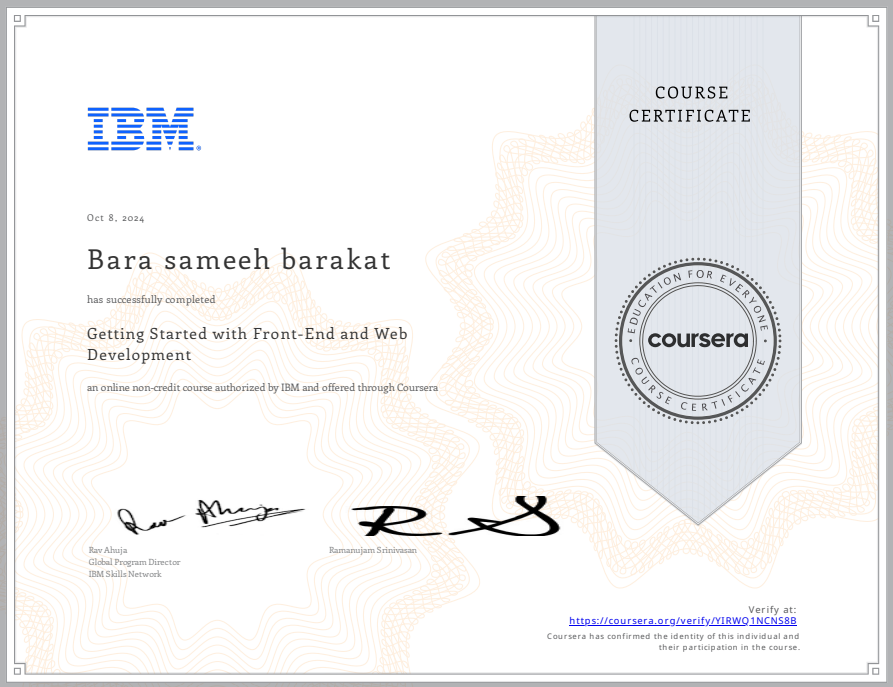 COURSE
CERTIFICATE
IBM®
Oct 8, 2024
Bara sameeh barakat
has successfully completed
Getting Started with Front-End and Web
Development
an online non-credit course authorized by IBM and offered through Coursera
EDUCATION FOR EVERYONE
coursera
COURSE CERTIFICATE
Rav Ahuja
Rav Ahuja
Global Program Director
IBM Skills Network
R S
Ramanujam Srinivasan
Verify at:
https://coursera.org/verify/YIRWQ1NCNS8B
Coursera has confirmed the identity of this individual and
their participation in the course.